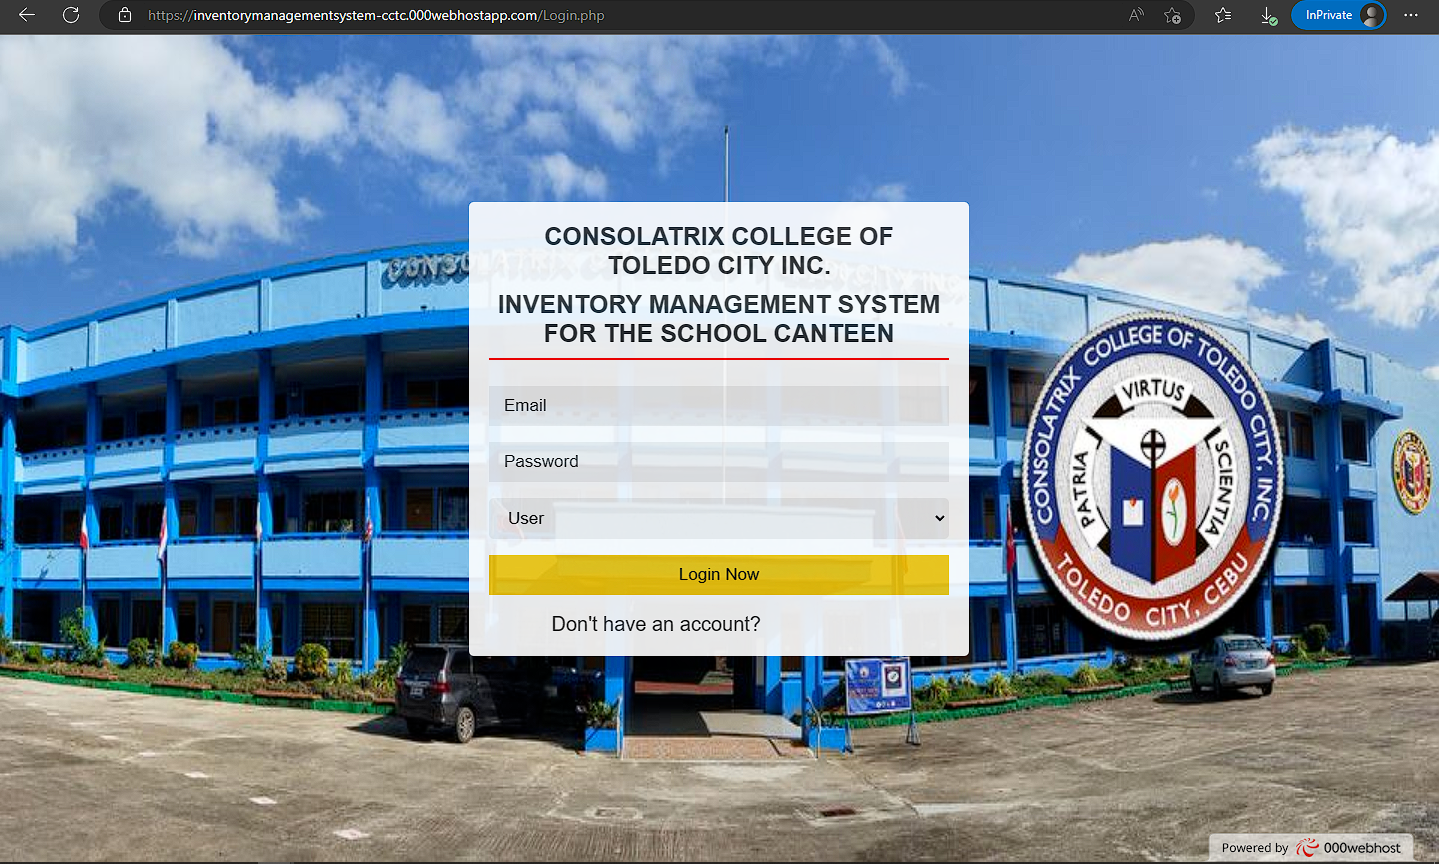 https://inventorymanagementsystem-cctc.000webhostapp.com/Login.php
InPrivate
CONSOLATRIX COLLEGE OF
TOLEDO CITY INC.
INVENTORY MANAGEMENT SYSTEM
FOR THE SCHOOL CANTEEN
Email
Password
User
Login Now
Don't have an account?
CONSOLATRIX COLLEGE OF TOLEDO CITY, INC.
VIRTUS
PATRIA
SCIENTIA
TOLEDO CITY, CEBU
Powered by 000webhost